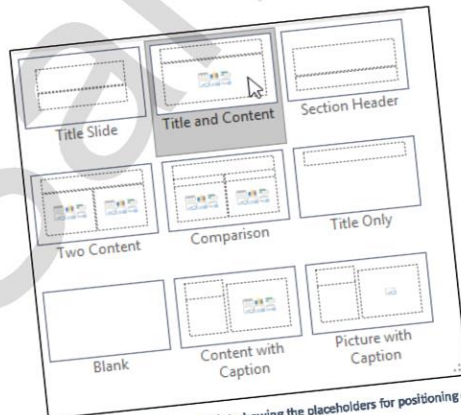 Title Slide
Title and Content
Section Header
Two Content
Comparison
Title Only
Blank
Content with
Caption
Picture with
Caption
showing the placeholders for positioning